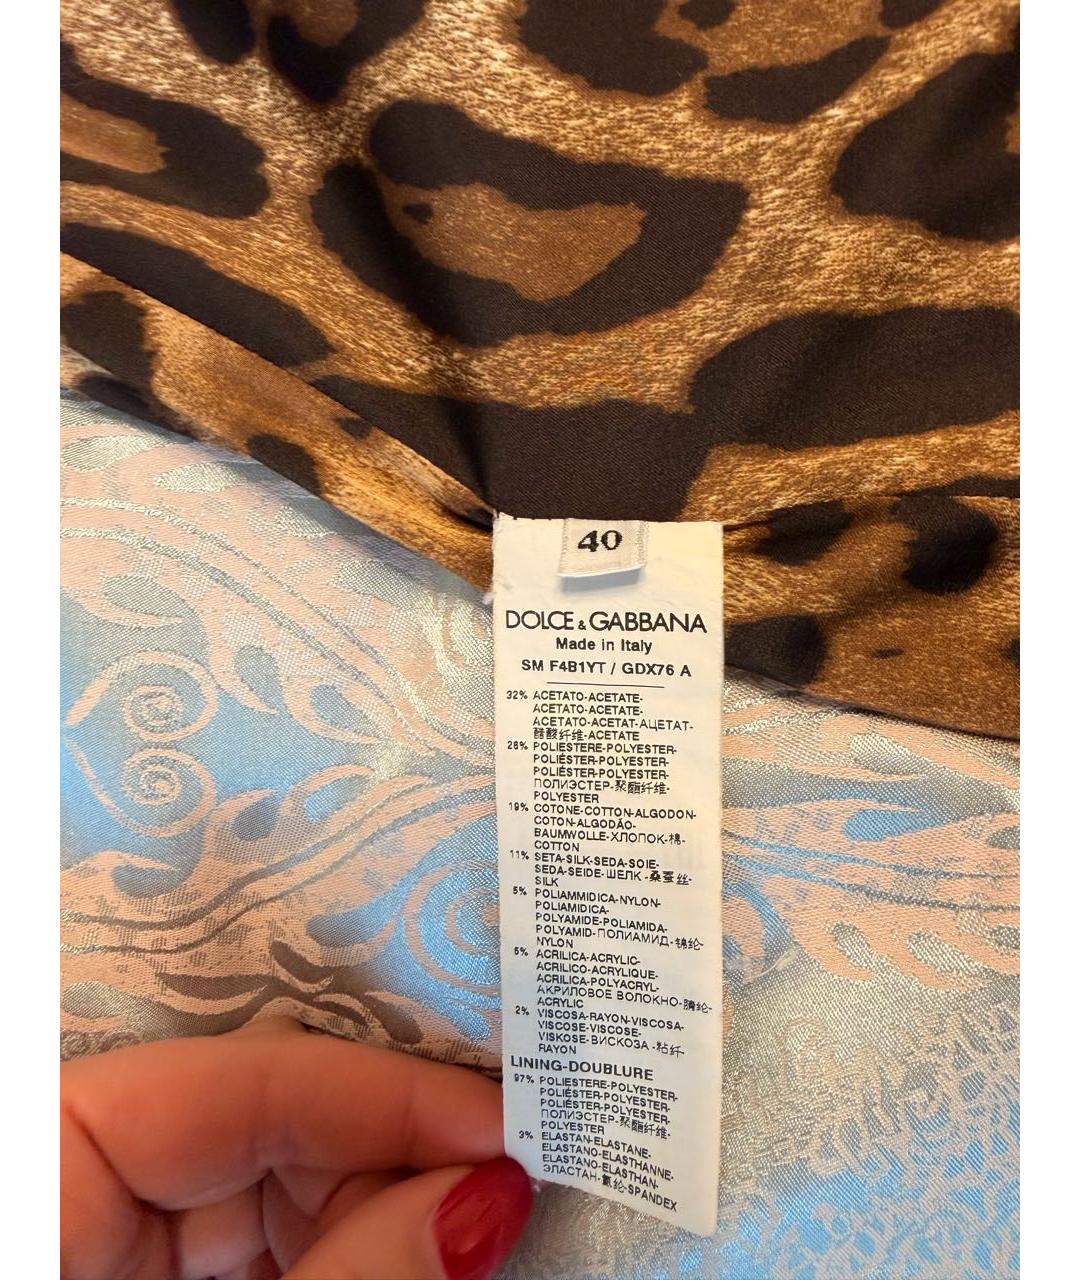 40
DOLCE & GABBANA
Made in Italy
SM F4B1YT / GDX76 A
32% ACETATO-ACETATE-
ACETATO-ACETATE-
ACETATO-ACETAT-АЦЕТАТ-
醋酸纤维-ACETATE
26% POLIESTERE-POLYESTER-
POLIÉSTER-POLYESTER-
POLIÉSTER-POLYESTER-
ПОЛИЭСТЕР-聚酯纤维-
POLYESTER
19% COTONE-COTTON-ALGODON-
COTON-ALGODÃO-
BAUMWOLLE-ХЛОПОК-棉-
COTTON
11% SETA-SILK-SEDA-SOIE-
SEDA-SEIDE-ШЕЛК-桑蚕丝-
SILK
5% POLIAMMIDICA-NYLON-
POLIAMIDICA-
POLYAMIDE-POLIAMIDA-
POLYAMID-ПОЛИАМИД-锦纶-
NYLON
5% ACRILICA-ACRYLIC-
ACRILICO-ACRYLIQUE-
ACRILICA-POLYACRYL-
АКРИЛОВОЕ ВОЛОКНО-腈纶-
ACRYLIC
2% VISCOSA-RAYON-VISCOSA-
VISCOSE-VISCOSE-
VISKOSE-ВИСКОЗА-粘纤-
RAYON
LINING-DOUBLURE
97% POLIESTERE-POLYESTER-
POLIÉSTER-POLYESTER-
POLIÉSTER-POLYESTER-
ПОЛИЭСТЕР-聚酯纤维-
POLYESTER
3% ELASTAN-ELASTANE-
ELASTANO-ELASTHANNE-
ELASTANO-ELASTHAN-
ЭЛАСТАН-氨纶-SPANDEX